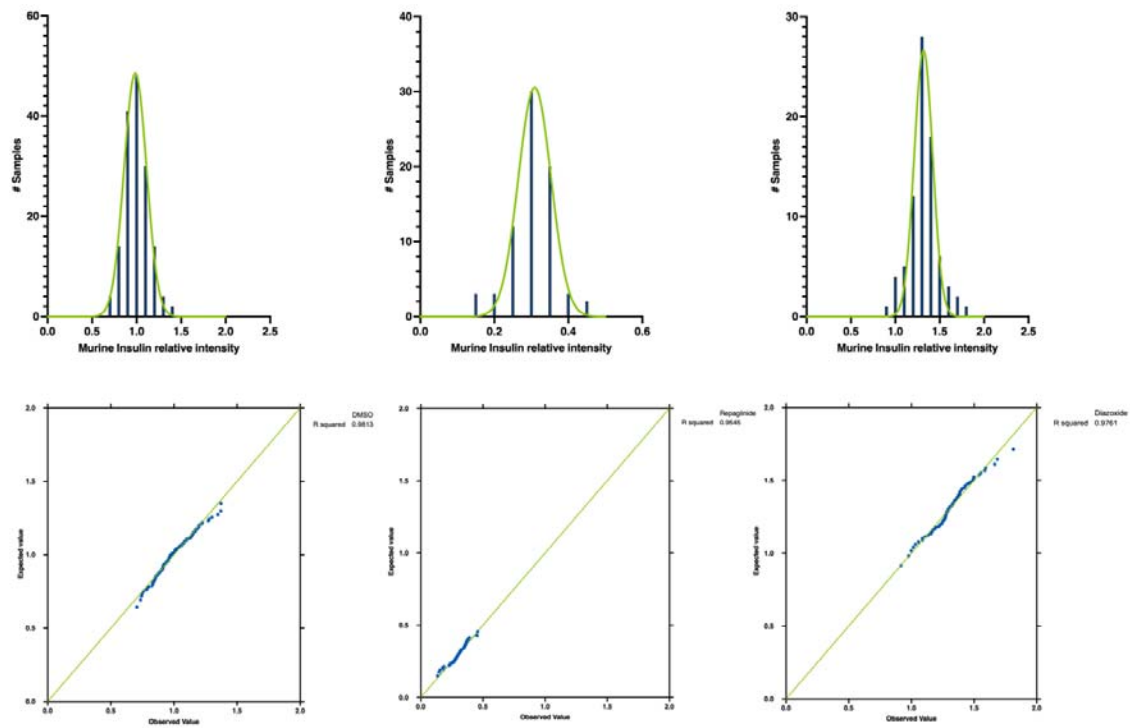 60
40
20
0
# Samples
0.0 0.5 1.0 1.5 2.0 2.5
Murine Insulin relative intensity
40
30
20
10
0
# Samples
0.0 0.2 0.4 0.6
Murine Insulin relative intensity
30
20
10
0
# Samples
0.0 0.5 1.0 1.5 2.0 2.5
Murine Insulin relative intensity
DMSO
R squared 0.9813
2.0
1.5
1.0
0.5
0.0
Expected value
0.0 0.5 1.0 1.5 2.0
Observed Value
Repaglinide
R squared 0.9645
2.0
1.5
1.0
0.5
0.0
Expected value
0.0 0.5 1.0 1.5 2.0
Observed Value
Diazoxide
R squared 0.9761
2.0
1.5
1.0
0.5
0.0
Expected value
0.0 0.5 1.0 1.5 2.0
Observed Value